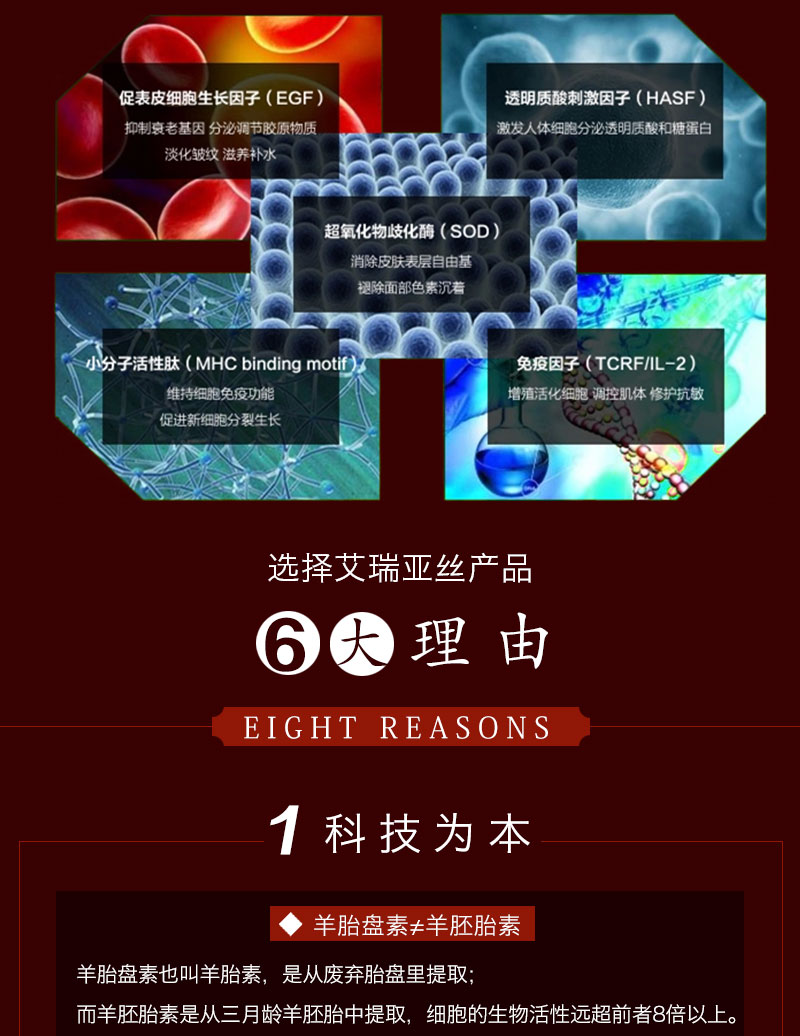 促表皮细胞生长因子（EGF）
抑制衰老基因 分泌调节胶原物质
淡化皱纹 滋养补水
透明质酸刺激因子（HASF）
激发人体细胞分泌透明质酸和糖蛋白
超氧化物歧化酶（SOD）
消除皮肤表层自由基
褪除面部色素沉着
小分子活性肽（MHC binding motif）
维持细胞免疫功能
促进新细胞分裂生长
免疫因子（TCRF/IL-2）
增殖活化细胞 调控肌体 修护抗敏
选择艾瑞亚丝产品
6大理由
EIGHT REASONS
1 科技为本
◆ 羊胎盘素≠羊胚胎素
羊胎盘素也叫羊胎素，是从废弃胎盘里提取；
而羊胚胎素是从三月龄羊胚胎中提取，细胞的生物活性远超前者8倍以上。